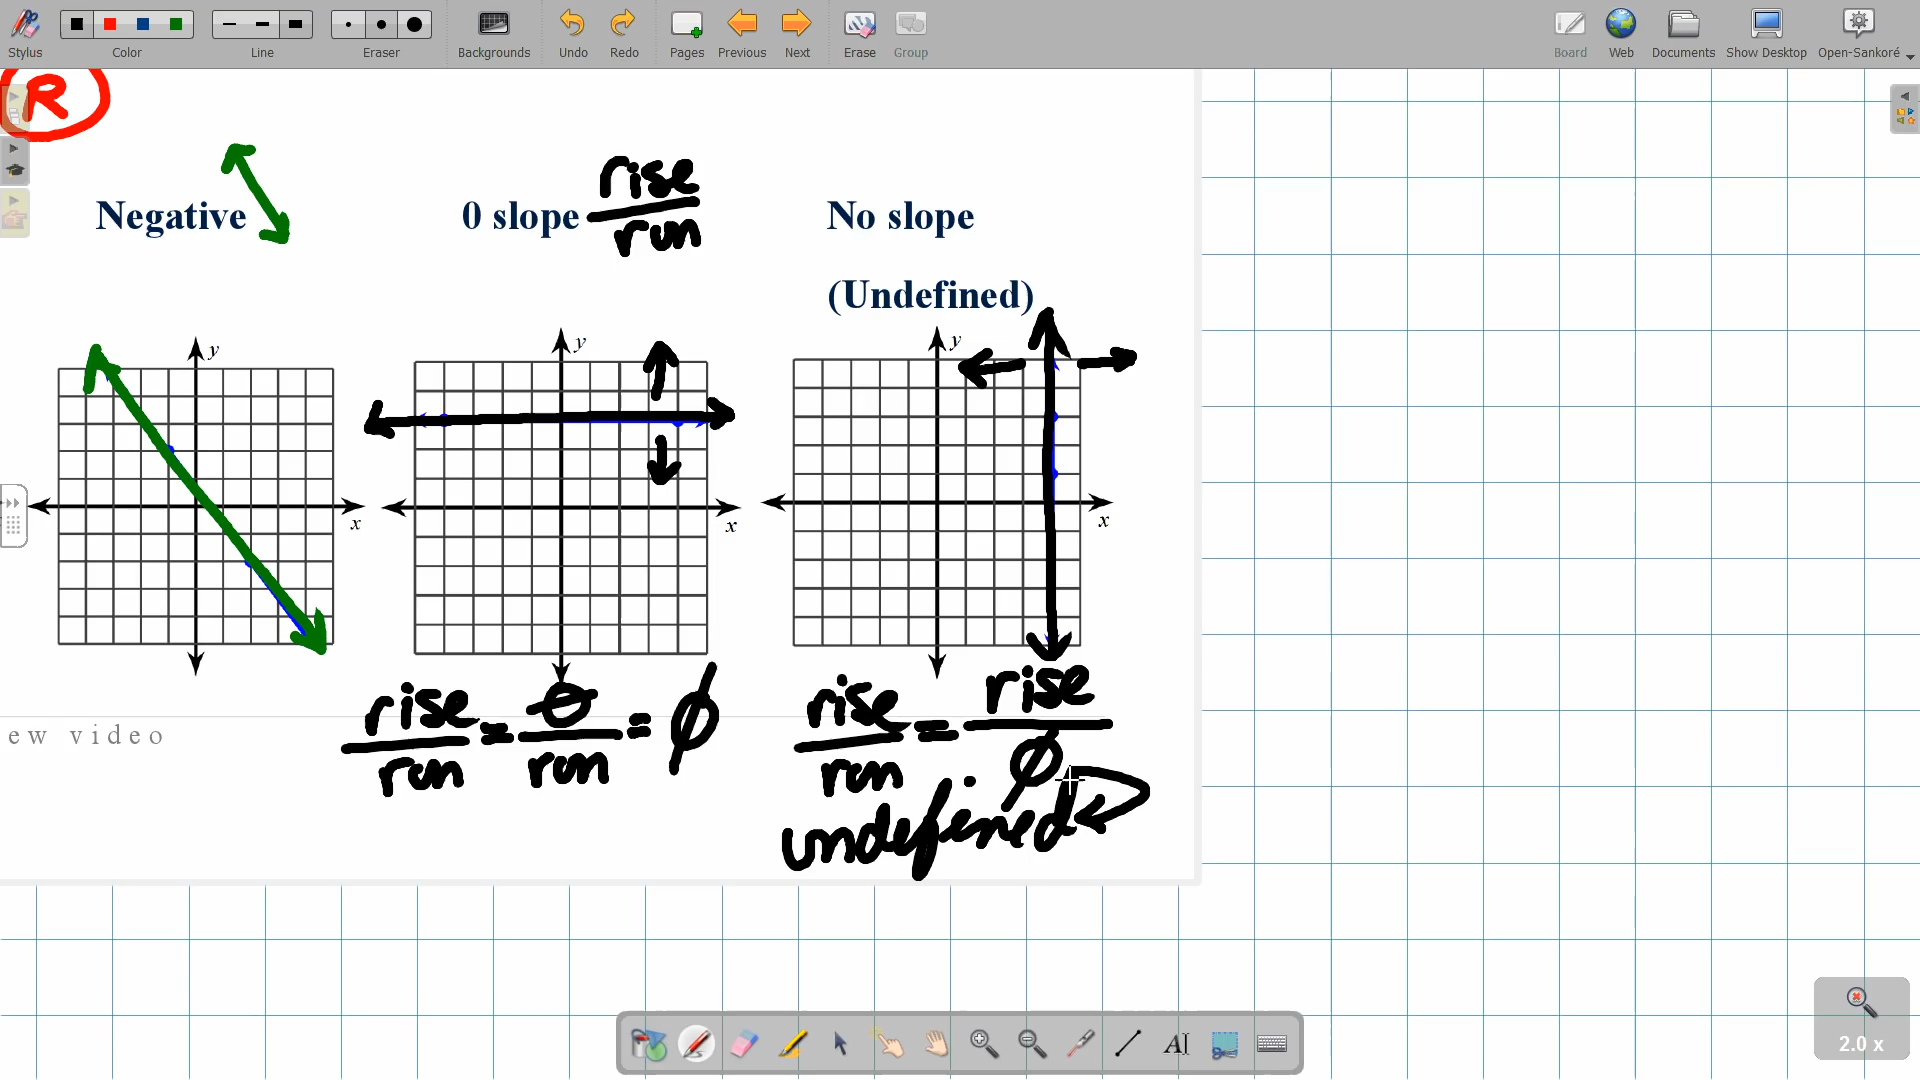 Stylus Color Line Eraser Backgrounds Undo Redo Pages Previous Next Erase Group Board Web Documents Show Desktop Open-Sankoré
R
rise
Negative 0 slope run No slope
(Undefined)
y y y
x x x
rise = 0 = 0 rise = rise
run run run 0
ew video
undefined
2.0 x